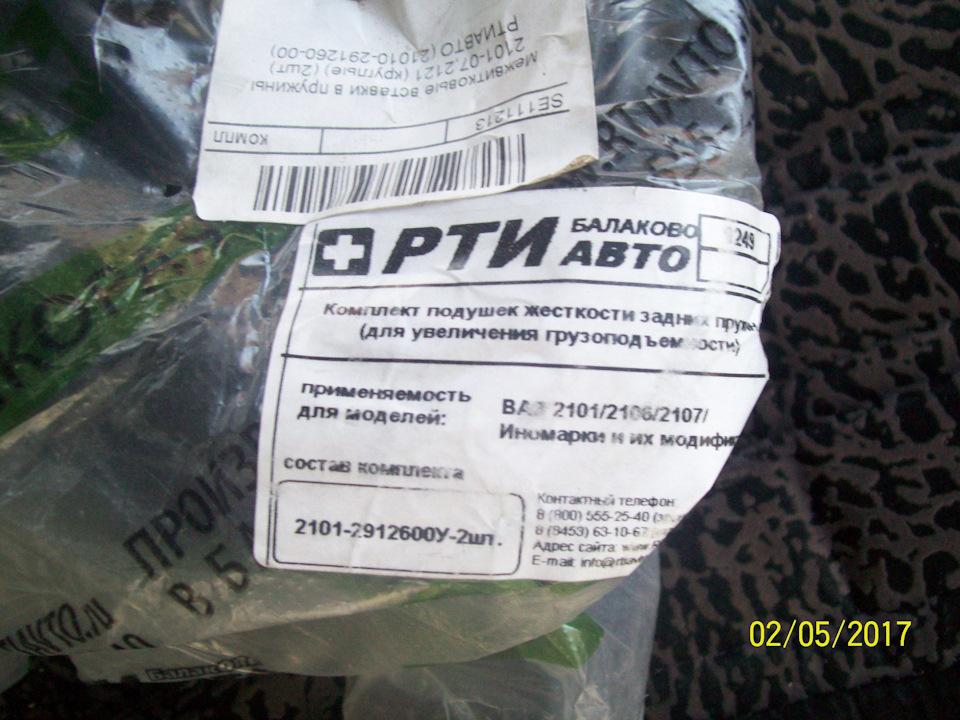 Межвитковые вставки в пружины
2101-07,2121 (круглые) (2шт)
РТИАВТО (21010-291260-00)
SE111213
КОМПЛ
РТИ БАЛАКОВО АВТО
Комплект подушек жесткости задних
(для увеличения грузоподъемности)
применяемость
для моделей:
ВАЗ 2101/2106/2107/
Иномарки и их
состав комплекта
2101-2912600У-2шт.
Контактный телефон
8 (800) 555-25-40
8 (8453) 63-10-67
Адрес сайта:
E-mail:
В
02/05/2017